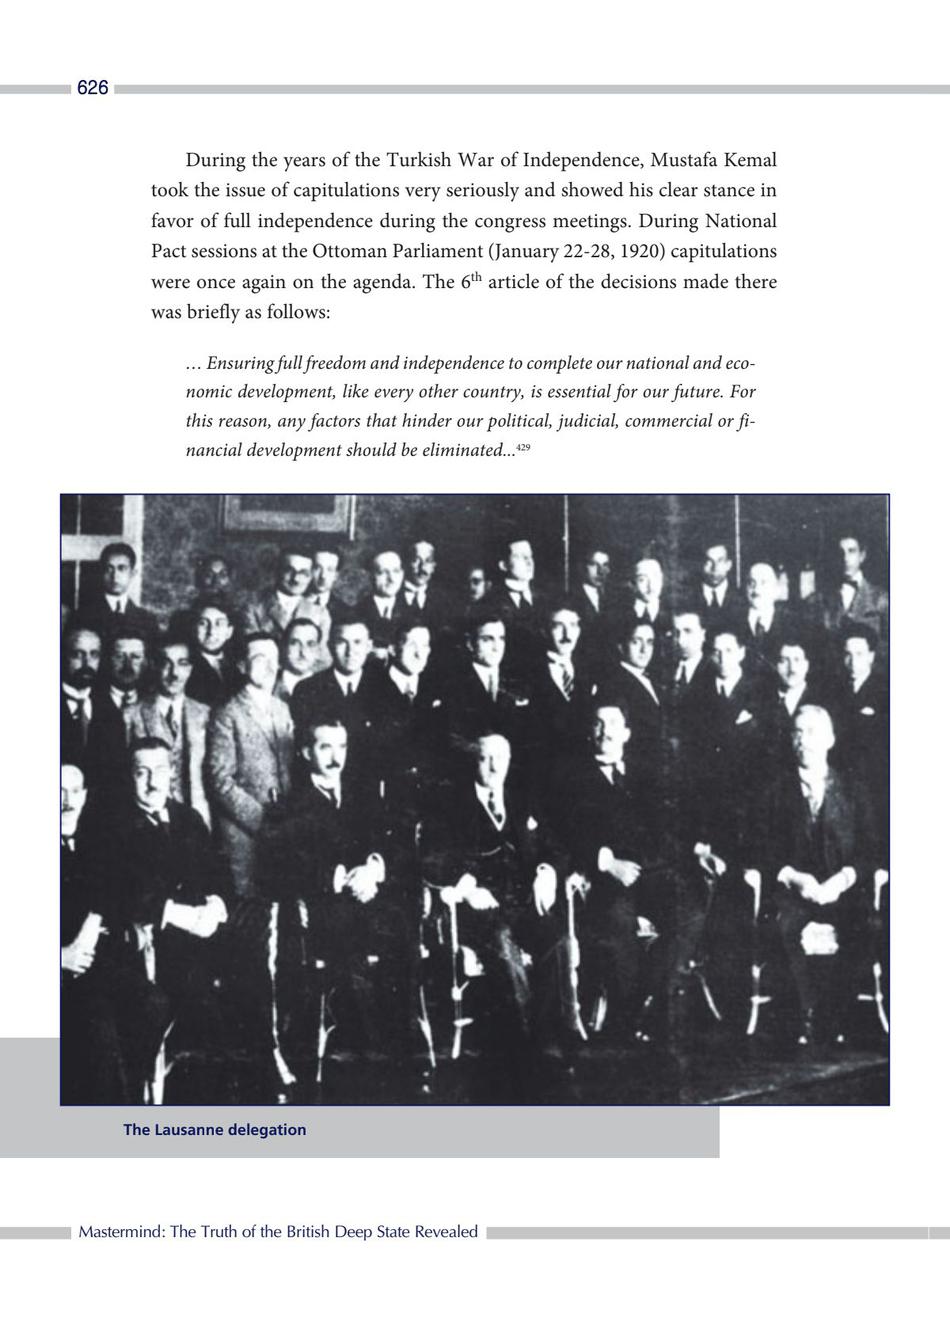 626
During the years of the Turkish War of Independence, Mustafa Kemal
took the issue of capitulations very seriously and showed his clear stance in
favor of full independence during the congress meetings. During National
Pact sessions at the Ottoman Parliament (January 22-28, 1920) capitulations
were once again on the agenda. The 6th article of the decisions made there
was briefly as follows:
… Ensuring full freedom and independence to complete our national and eco-
nomic development, like every other country, is essential for our future. For
this reason, any factors that hinder our political, judicial, commercial or fi-
nancial development should be eliminated...429
The Lausanne delegation
Mastermind: The Truth of the British Deep State Revealed